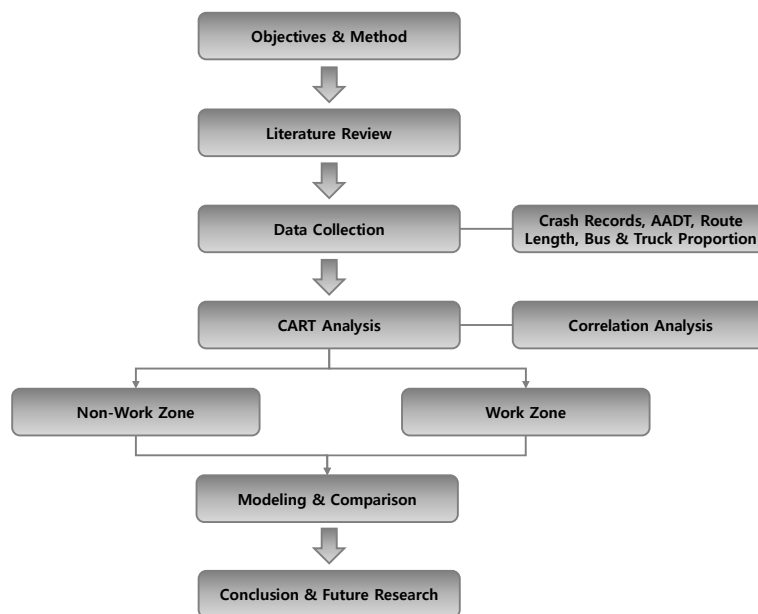 Objectives & Method
Literature Review
Data Collection
Crash Records, AADT, Route
Length, Bus & Truck Proportion
CART Analysis
Correlation Analysis
Non-Work Zone
Work Zone
Modeling & Comparison
Conclusion & Future Research